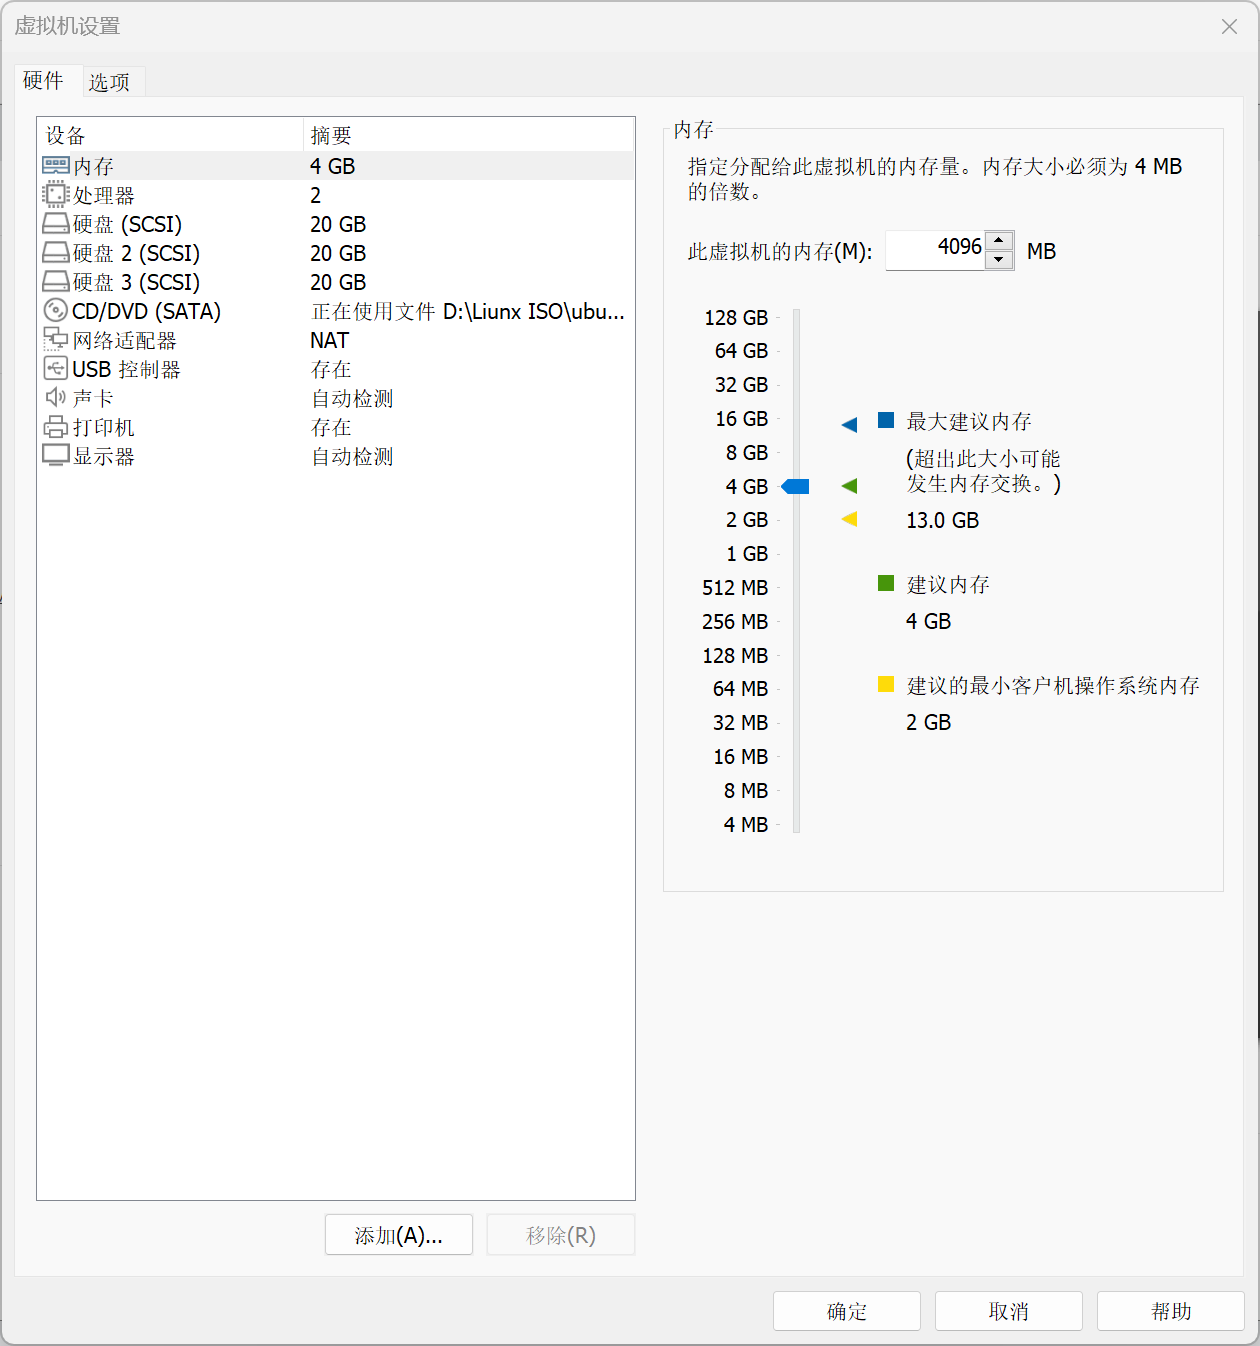 虚拟机设置
硬件
选项
设备 摘要
内存 4 GB
处理器 2
硬盘 (SCSI) 20 GB
硬盘 2 (SCSI) 20 GB
硬盘 3 (SCSI) 20 GB
CD/DVD (SATA) 正在使用文件 D:\Liunx ISO\ubu...
网络适配器 NAT
USB 控制器 存在
声卡 自动检测
打印机 存在
显示器 自动检测
添加(A)...
移除(R)
内存
指定分配给此虚拟机的内存量。内存大小必须为 4 MB
的倍数。
此虚拟机的内存(M): 4096 MB
128 GB
64 GB
32 GB
16 GB
8 GB
4 GB
2 GB
1 GB
512 MB
256 MB
128 MB
64 MB
32 MB
16 MB
8 MB
4 MB
最大建议内存
(超出此大小可能
发生内存交换。)
13.0 GB
建议内存
4 GB
建议的最小客户机操作系统内存
2 GB
确定
取消
帮助